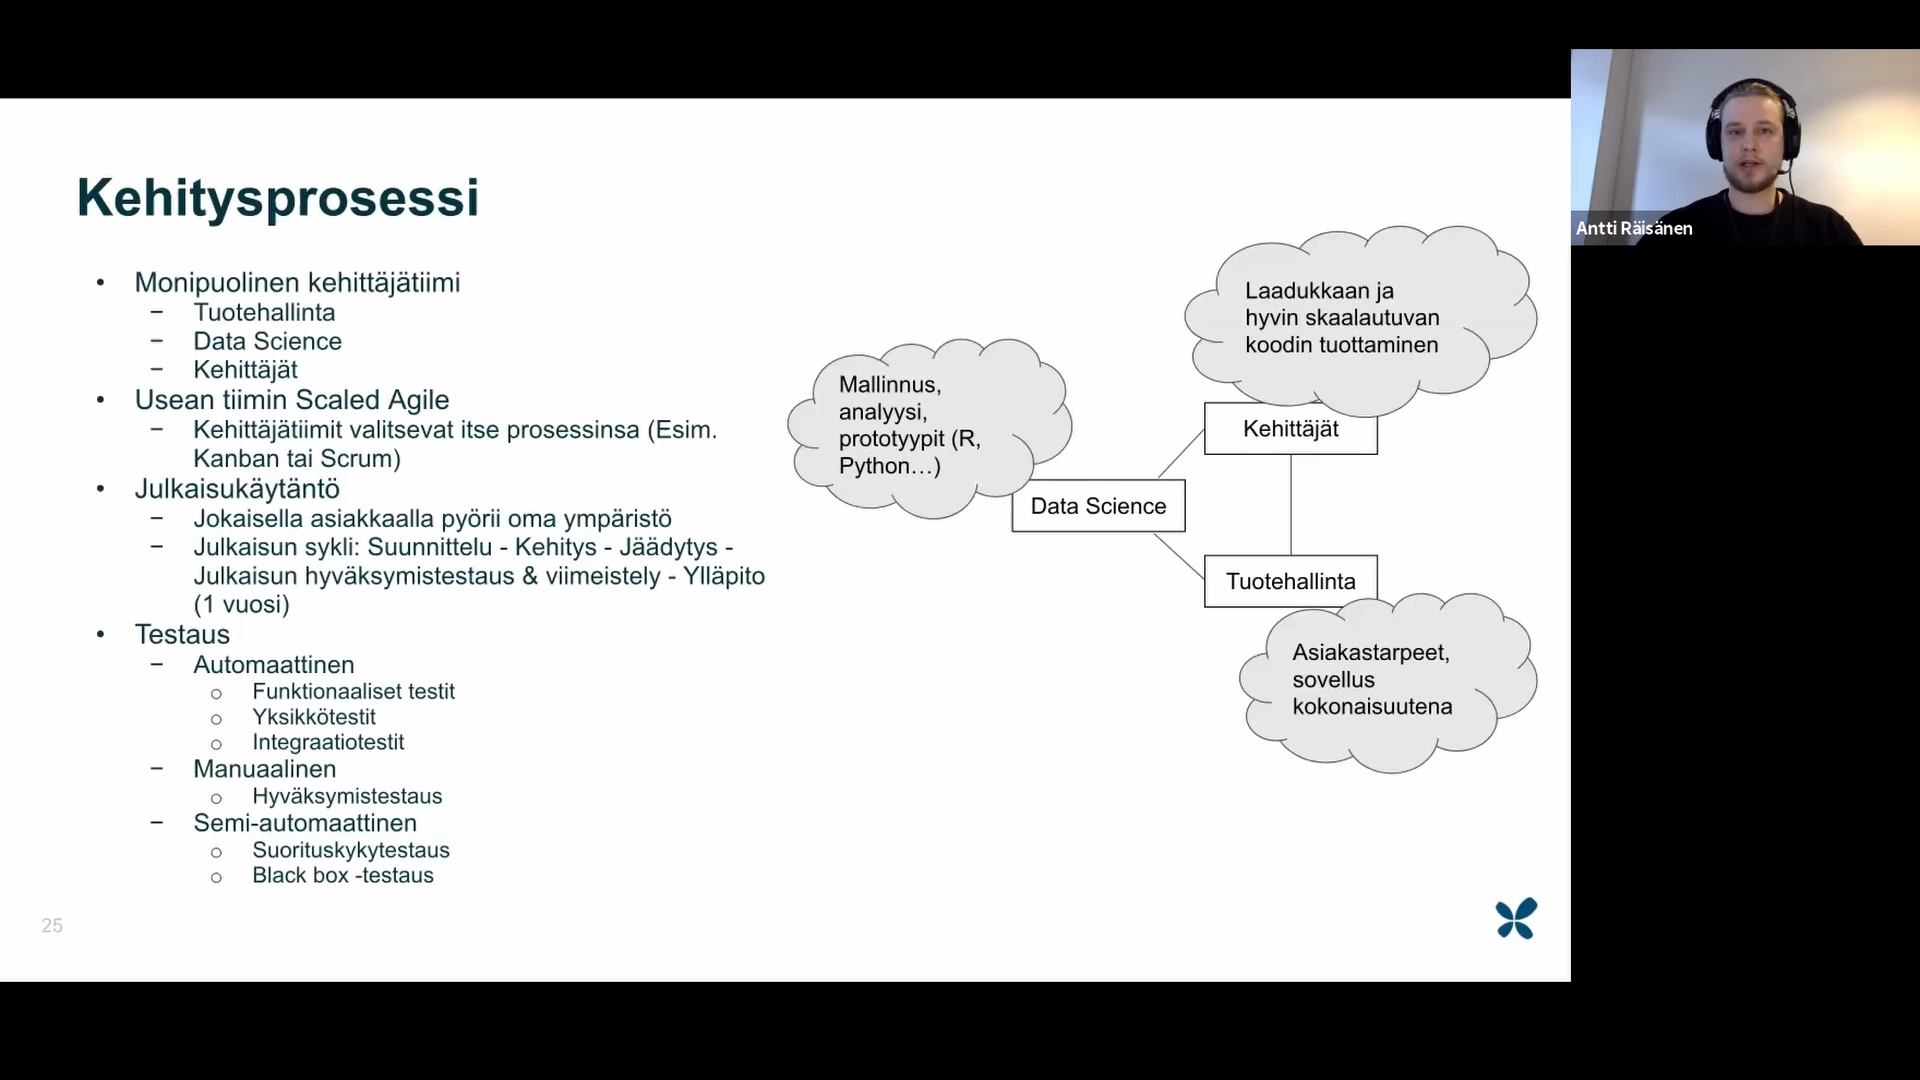 Kehitysprosessi
• Monipuolinen kehittäjätiimi
− Tuotehallinta
− Data Science
− Kehittäjät
• Usean tiimin Scaled Agile
− Kehittäjätiimit valitsevat itse prosessinsa (Esim.
Kanban tai Scrum)
• Julkaisukäytäntö
− Jokaisella asiakkaalla pyörii oma ympäristö
− Julkaisun sykli: Suunnittelu - Kehitys - Jäädytys -
Julkaisun hyväksymistestaus & viimeistely - Ylläpito
(1 vuosi)
• Testaus
− Automaattinen
○ Funktionaaliset testit
○ Yksikkötestit
○ Integraatiotestit
− Manuaalinen
○ Hyväksymistestaus
− Semi-automaattinen
○ Suorituskykytestaus
○ Black box -testaus
Mallinnus,
analyysi,
prototyypit (R,
Python…)
Data Science
Laadukkaan ja
hyvin skaalautuvan
koodin tuottaminen
Kehittäjät
Tuotehallinta
Asiakastarpeet,
sovellus
kokonaisuutena
25
Antti Räisänen